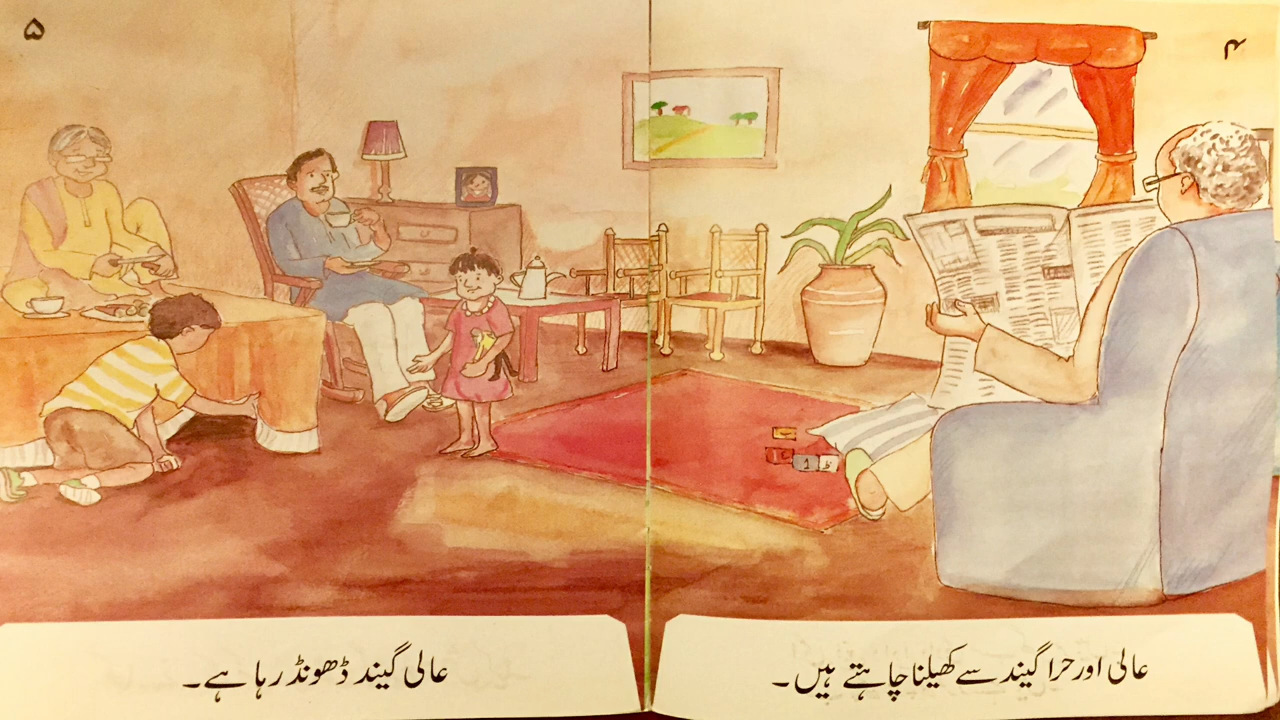 ۴
عالی اور حرا گیند سے کھیلنا چاہتے ہیں۔
۵
عالی گیند ڈھونڈ رہا ہے۔